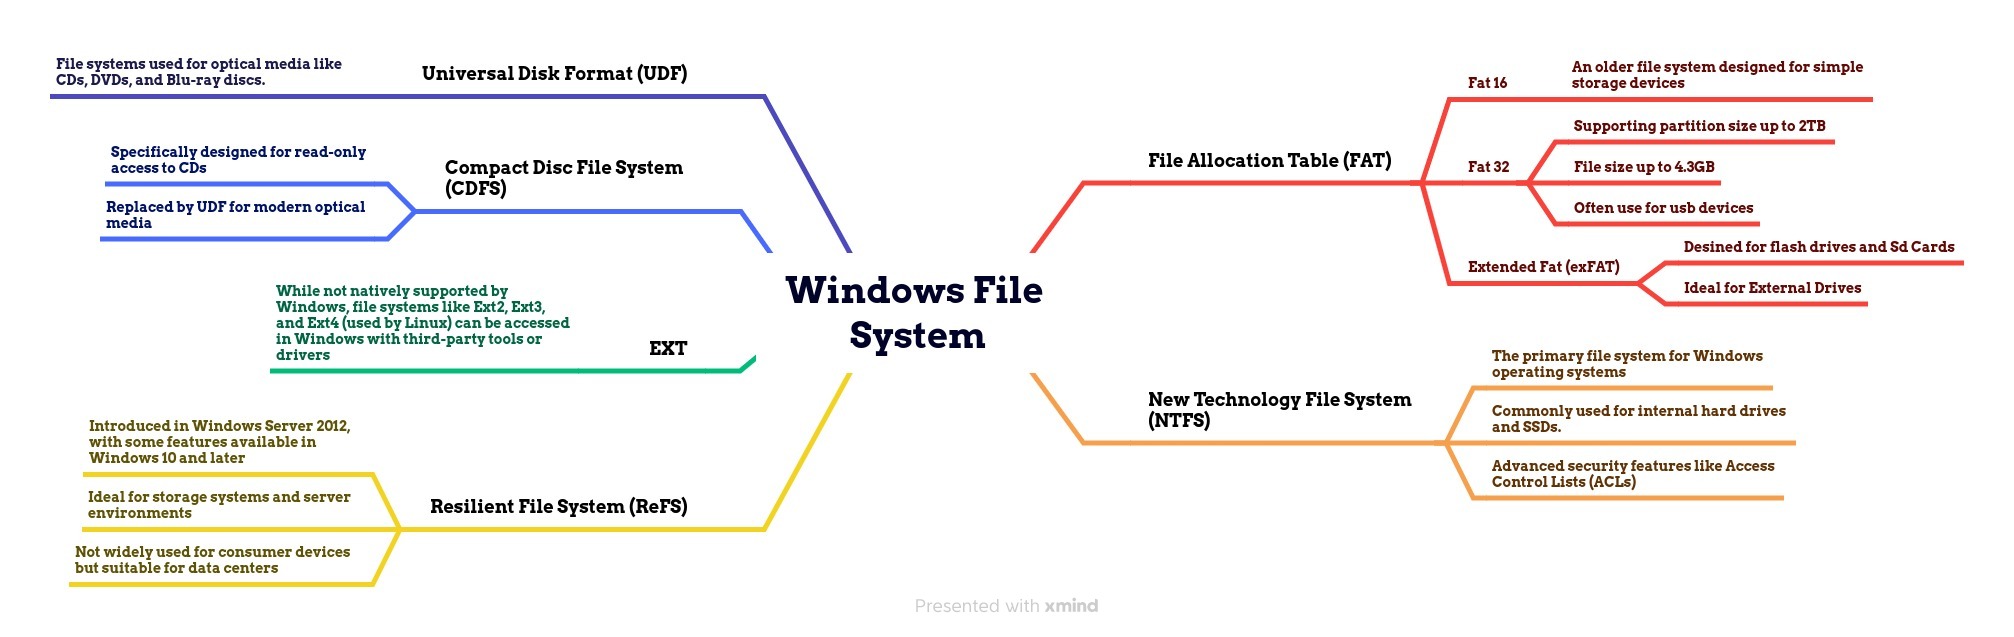 Windows File
System
File Allocation Table (FAT)
Fat 16
An older file system designed for simple
storage devices
Fat 32
Supporting partition size up to 2TB
File size up to 4.3GB
Often use for usb devices
Extended Fat (exFAT)
Desined for flash drives and Sd Cards
Ideal for External Drives
New Technology File System
(NTFS)
The primary file system for Windows
operating systems
Commonly used for internal hard drives
and SSDs.
Advanced security features like Access
Control Lists (ACLs)
Universal Disk Format (UDF)
File systems used for optical media like
CDs, DVDs, and Blu-ray discs.
Compact Disc File System
(CDFS)
Specifically designed for read-only
access to CDs
Replaced by UDF for modern optical
media
EXT
While not natively supported by
Windows, file systems like Ext2, Ext3,
and Ext4 (used by Linux) can be accessed
in Windows with third-party tools or
drivers
Resilient File System (ReFS)
Introduced in Windows Server 2012,
with some features available in
Windows 10 and later
Ideal for storage systems and server
environments
Not widely used for consumer devices
but suitable for data centers
Presented with xmind